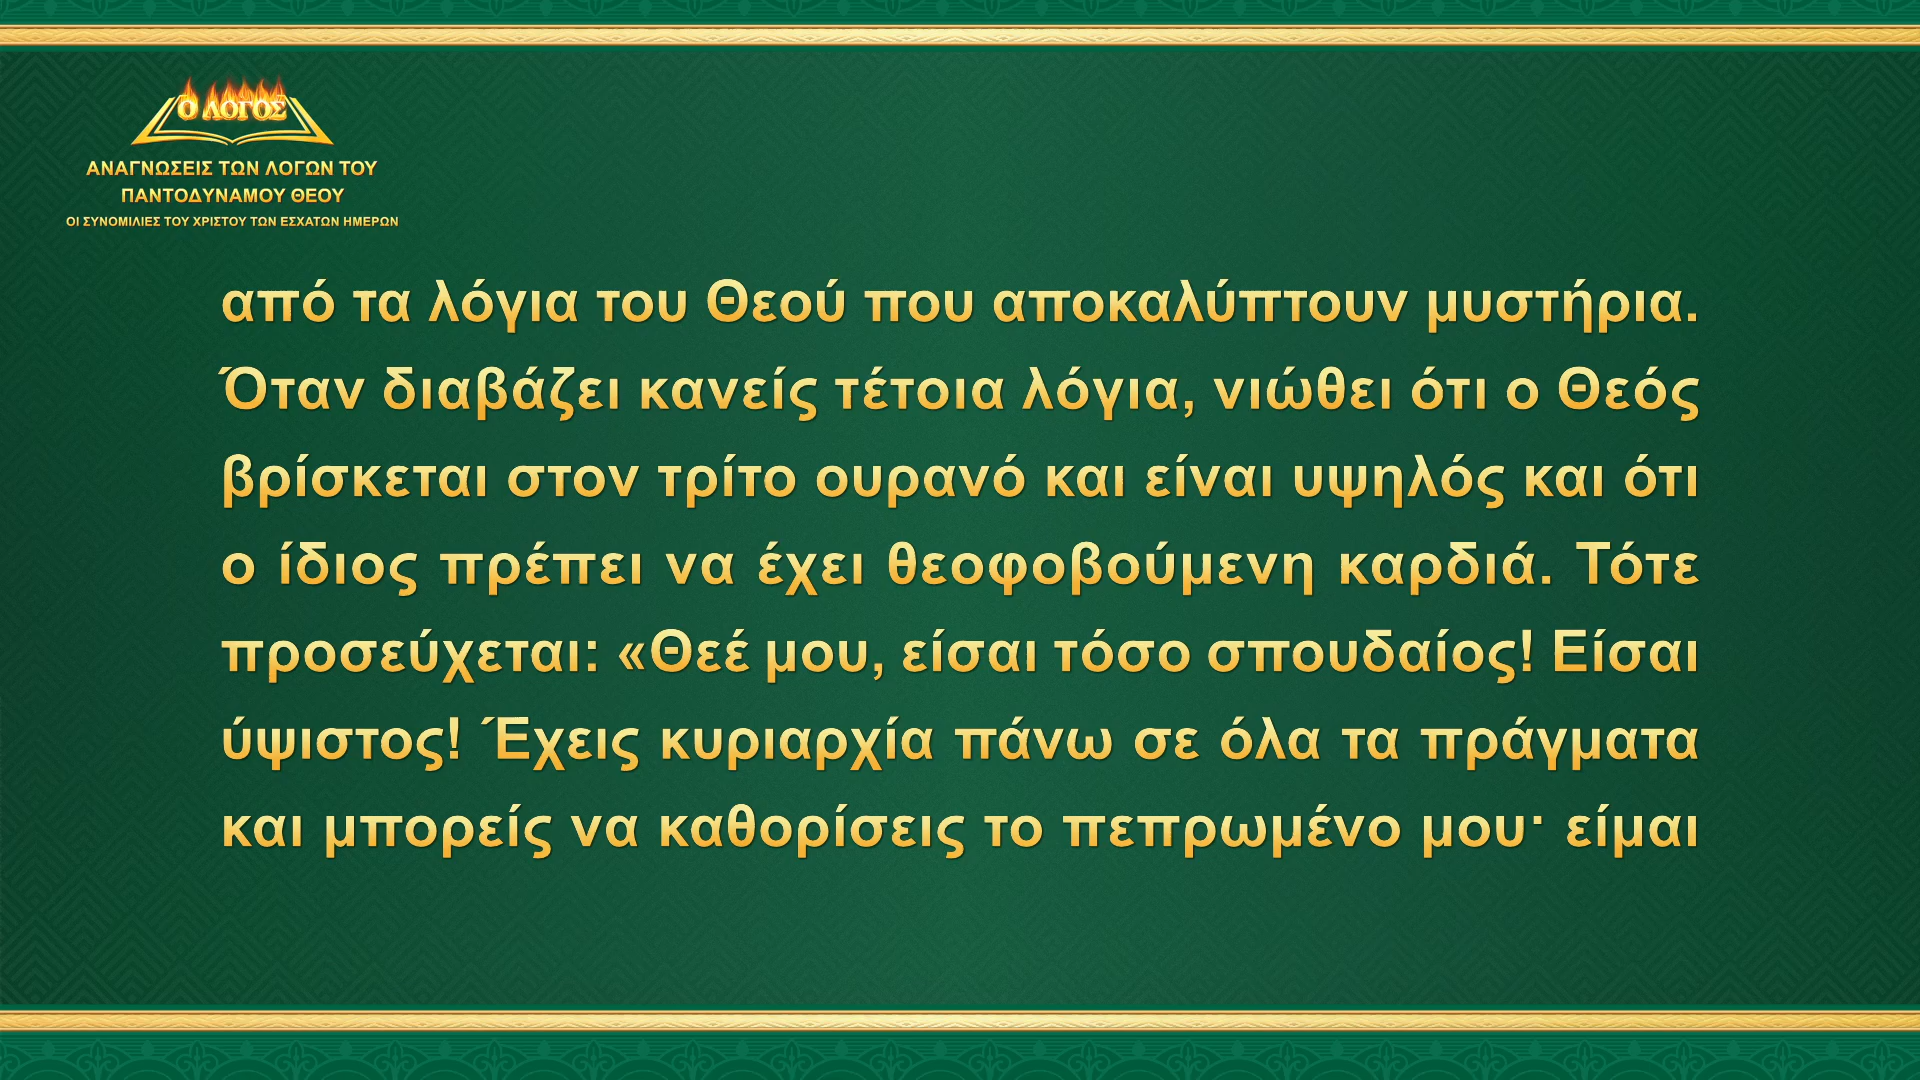 Ο ΛΟΓΟΣ
ΑΝΑΓΝΩΣΕΙΣ ΤΩΝ ΛΟΓΩΝ ΤΟΥ
ΠΑΝΤΟΔΥΝΑΜΟΥ ΘΕΟΥ
ΟΙ ΣΥΝΟΜΙΛΙΕΣ ΤΟΥ ΧΡΙΣΤΟΥ ΤΩΝ ΕΣΧΑΤΩΝ ΗΜΕΡΩΝ
από τα λόγια του Θεού που αποκαλύπτουν μυστήρια.
Όταν διαβάζει κανείς τέτοια λόγια, νιώθει ότι ο Θεός
βρίσκεται στον τρίτο ουρανό και είναι υψηλός και ότι
ο ίδιος πρέπει να έχει θεοφοβούμενη καρδιά. Τότε
προσεύχεται: «Θεέ μου, είσαι τόσο σπουδαίος! Είσαι
ύψιστος! Έχεις κυριαρχία πάνω σε όλα τα πράγματα
και μπορείς να καθορίσεις το πεπρωμένο μου· είμαι